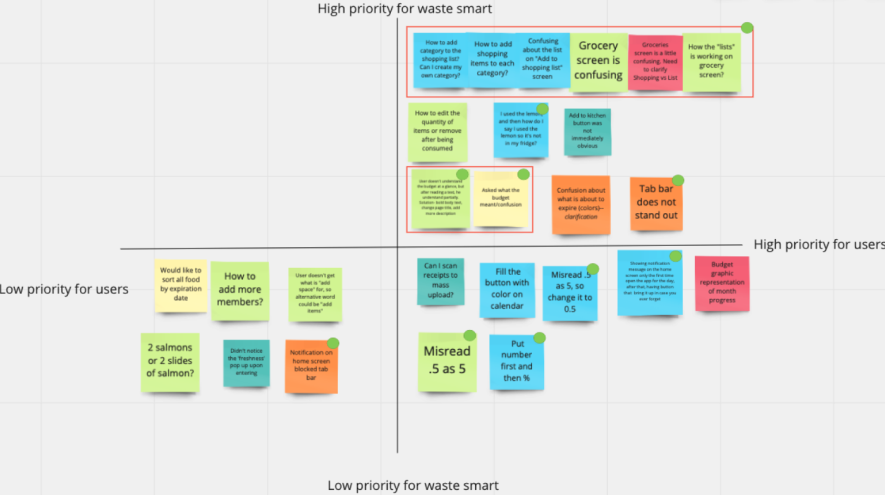 High priority for waste smart
How to add
category to the
shopping list?
Can I create my
own category?
How to add
shopping
items to each
category?
Confusing
about the list
on "Add to
shopping list"
screen
Grocery
screen is
confusing
Groceries
screen is a little
confusing. Need
to clarify
Shopping vs List
How the "lists"
is working on
grocery
screen?
How to edit the
quantity of
items or remove
after being
consumed
I used the lemon
and then how do I
say I used the
lemon so it's not
in my fridge?
Add to kitchen
button was
not
immediately
obvious
User doesn't understand
the budget at a glance, but
after reading a text, he
understand partially.
Solution: bold body text,
change page title, add
more description
Asked what the
budget
meant/confusion
Confusion about
what is about to
expire (colors)--
clarification
Tab bar
does not
stand out
High priority for users
Low priority for users
Would like to
sort all food
by expiration
date
How to
add more
members?
User doesn't get
what is "add
space" for, so
alternative word
could be "add
items"
Can I scan
receipts to
mass
upload?
Fill the
button with
color on
calendar
Misread .5
as 5, so
change it to
0.5
Showing notification
message on the home
screen only the first time
open the app for the day,
after that, having button
that bring it up in case you
ever forget
Budget
graphic
representation
of month
progress
2 salmons
or 2 slides
of salmon?
Didn't notice
the 'freshness'
pop up upon
entering
Notification on
home screen
blocked tab
bar
Misread
.5 as 5
Put
number
first and
then %
Low priority for waste smart